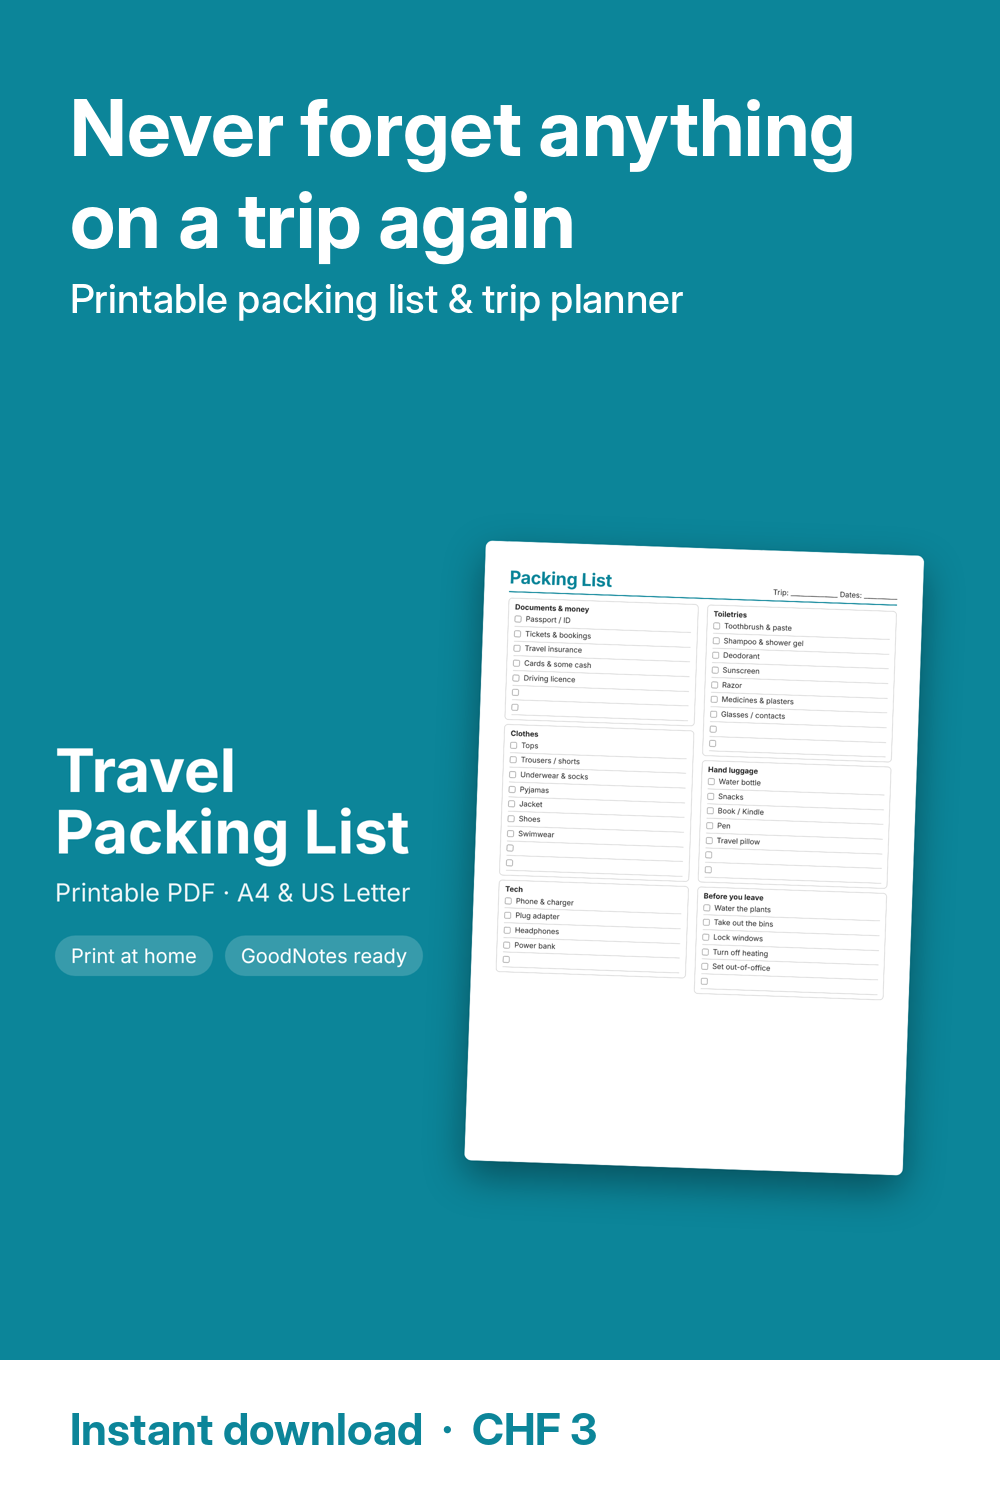 Never forget anything
on a trip again
Printable packing list & trip planner
Travel
Packing List
Printable PDF · A4 & US Letter
Print at home
GoodNotes ready
Packing List
Trip: ____________ Dates: ________
Documents & money
Passport / ID
Tickets & bookings
Travel insurance
Cards & some cash
Driving licence
Clothes
Tops
Trousers / shorts
Underwear & socks
Pyjamas
Jacket
Shoes
Swimwear
Tech
Phone & charger
Plug adapter
Headphones
Power bank
Toiletries
Toothbrush & paste
Shampoo & shower gel
Deodorant
Sunscreen
Razor
Medicines & plasters
Glasses / contacts
Hand luggage
Water bottle
Snacks
Book / Kindle
Pen
Travel pillow
Before you leave
Water the plants
Take out the bins
Lock windows
Turn off heating
Set out-of-office
Instant download · CHF 3